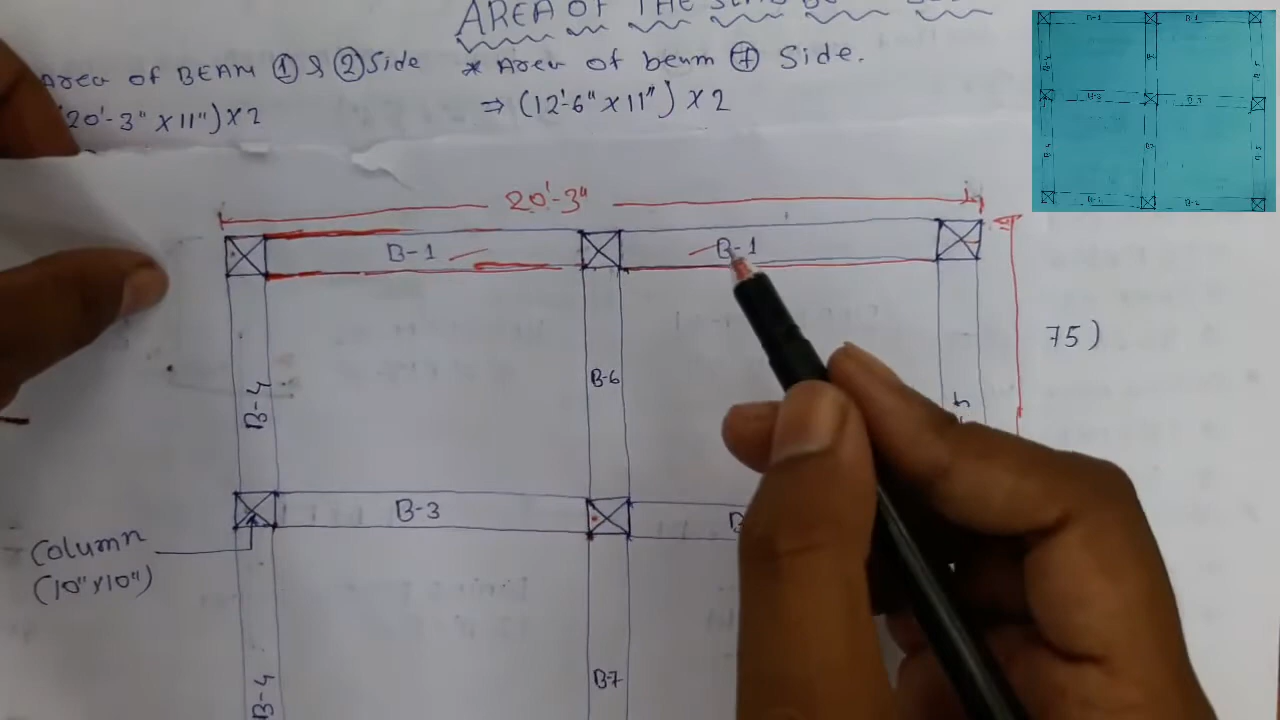 AREA OF THE
Area of BEAM ① & ② Side
(20'-3" X 11") X 2
* Area of beam ④ Side.
⇒ (12'-6" X 11") X 2
20'-3"
B-1
B-1
75)
B-4
B-6
B-3
B
Column
(10"X10")
B-4
B-7